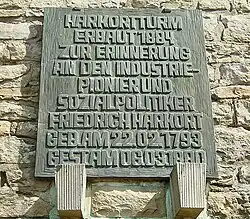 HARKORTTURM
ERBAUT 1884
ZUR ERINNERUNG
AN DEN INDUSTRIE-
PIONIER UND
SOZIALPOLITIKER
FRIEDRICH HARKORT
GEB.AM 22.02.1793
GEST.AM 06.03.1880